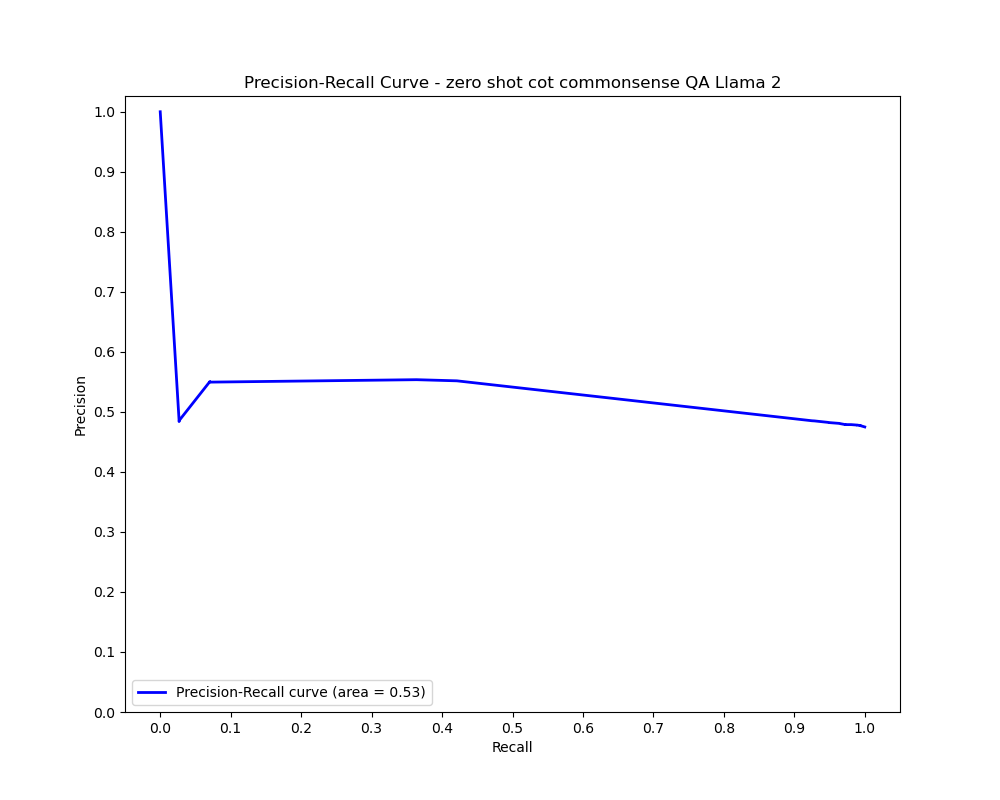 Precision-Recall Curve - zero shot cot commonsense QA Llama 2
Precision
1.0
0.9
0.8
0.7
0.6
0.5
0.4
0.3
0.2
0.1
0.0
Precision-Recall curve (area = 0.53)
0.0 0.1 0.2 0.3 0.4 0.5 0.6 0.7 0.8 0.9 1.0
Recall